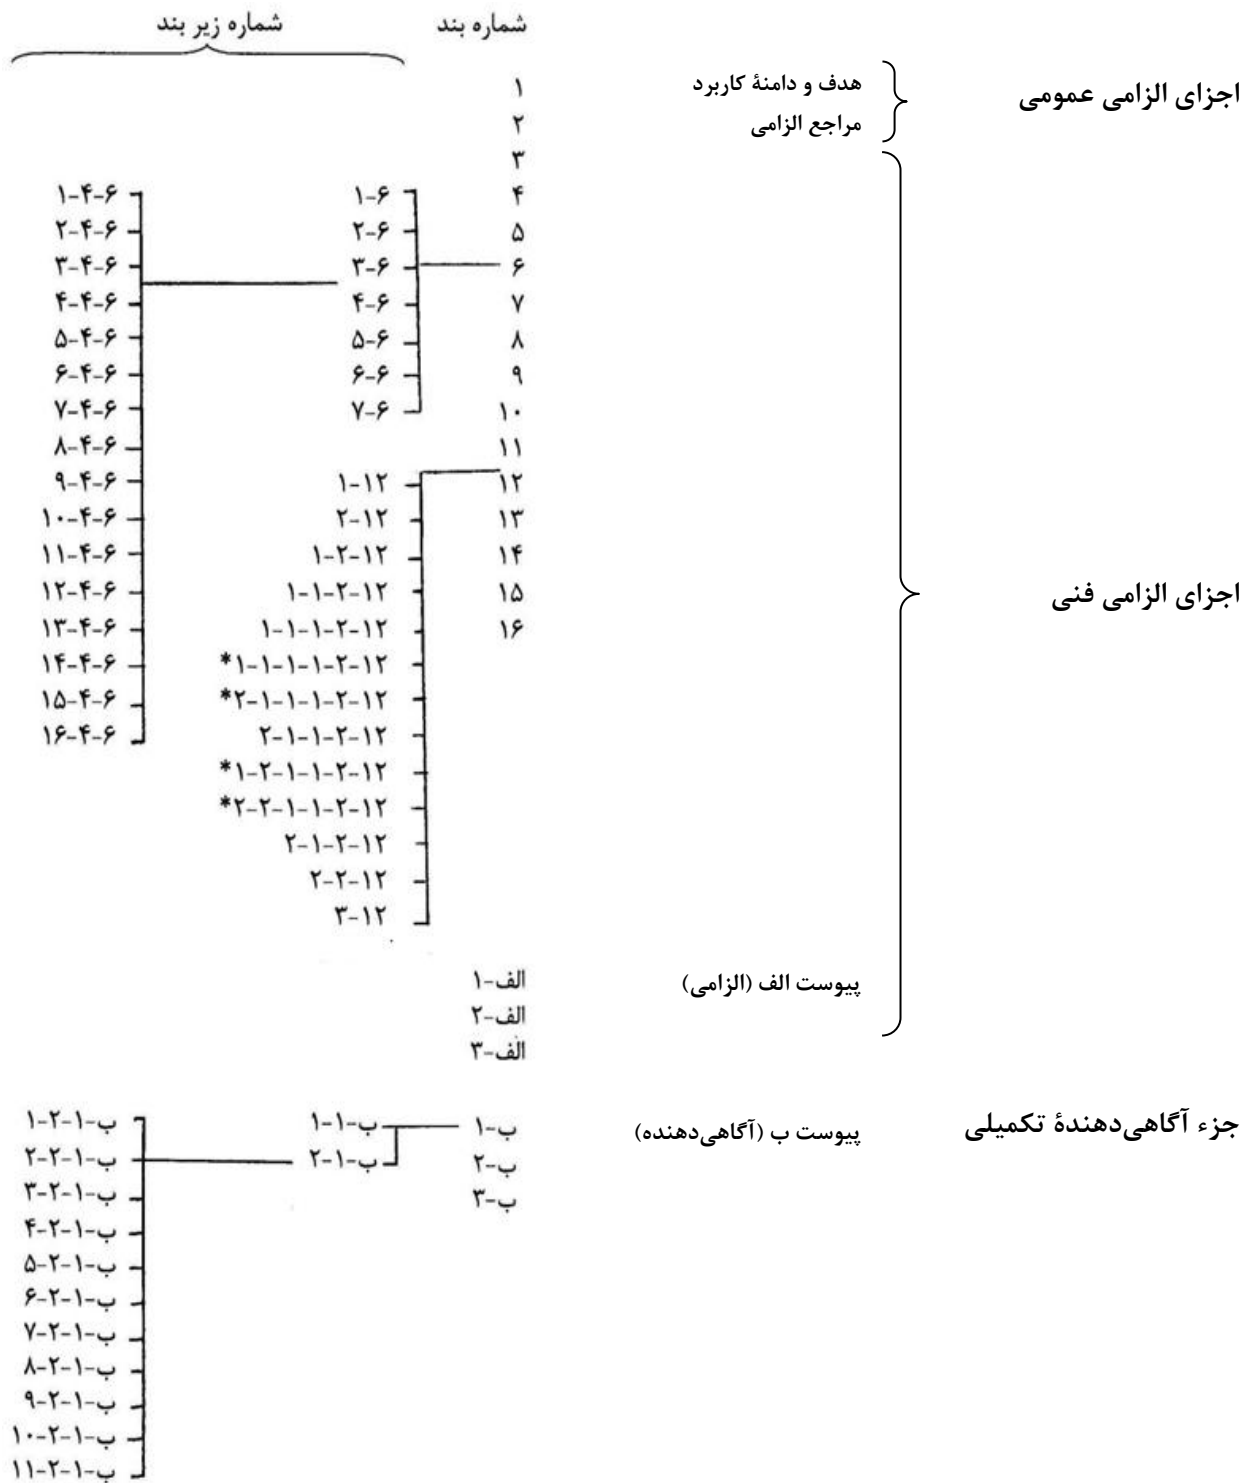 شماره بند
شماره زیر بند
اجزای الزامی عمومی
هدف و دامنهٔ کاربرد
مراجع الزامی
اجزای الزامی فنی
پیوست الف (الزامی)
جزء آگاهی‌دهندهٔ تکمیلی
پیوست ب (آگاهی‌دهنده)
۱
۲
۳
۴
۵
۶
۷
۸
۹
۱۰
۱۱
۱۲
۱۳
۱۴
۱۵
۱۶
الف-۱
الف-۲
الف-۳
ب-۱
ب-۲
ب-۳
۶-۱
۶-۲
۶-۳
۶-۴
۶-۵
۶-۶
۶-۷
۱۲-۱
۱۲-۲
۱۲-۲-۱
۱۲-۲-۱-۱
۱۲-۲-۱-۱-۱
۱۲-۲-۱-۱-۱-۱*
۱۲-۲-۱-۱-۱-۲*
۱۲-۲-۱-۱-۲
۱۲-۲-۱-۱-۲-۱*
۱۲-۲-۱-۱-۲-۲*
۱۲-۲-۱-۲
۱۲-۲-۲
۱۲-۳
ب-۱-۱
ب-۱-۲
۶-۴-۱
۶-۴-۲
۶-۴-۳
۶-۴-۴
۶-۴-۵
۶-۴-۶
۶-۴-۷
۶-۴-۸
۶-۴-۹
۶-۴-۱۰
۶-۴-۱۱
۶-۴-۱۲
۶-۴-۱۳
۶-۴-۱۴
۶-۴-۱۵
۶-۴-۱۶
ب-۱-۲-۱
ب-۱-۲-۲
ب-۱-۲-۳
ب-۱-۲-۴
ب-۱-۲-۵
ب-۱-۲-۶
ب-۱-۲-۷
ب-۱-۲-۸
ب-۱-۲-۹
ب-۱-۲-۱۰
ب-۱-۲-۱۱